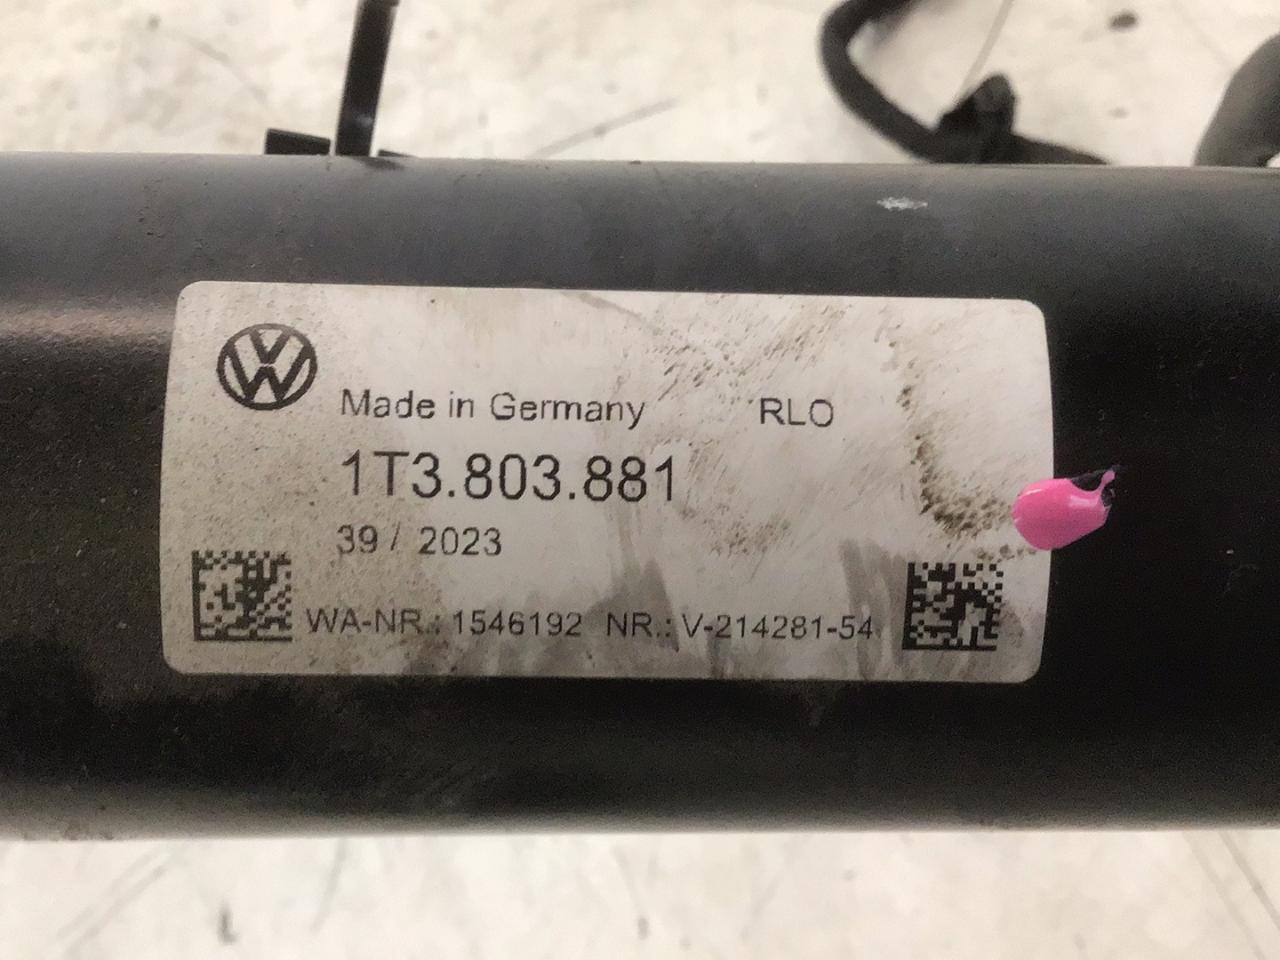 Made in Germany RLO
1T3.803.881
39 / 2023
WA-NR.: 1546192 NR.: V-214281-54